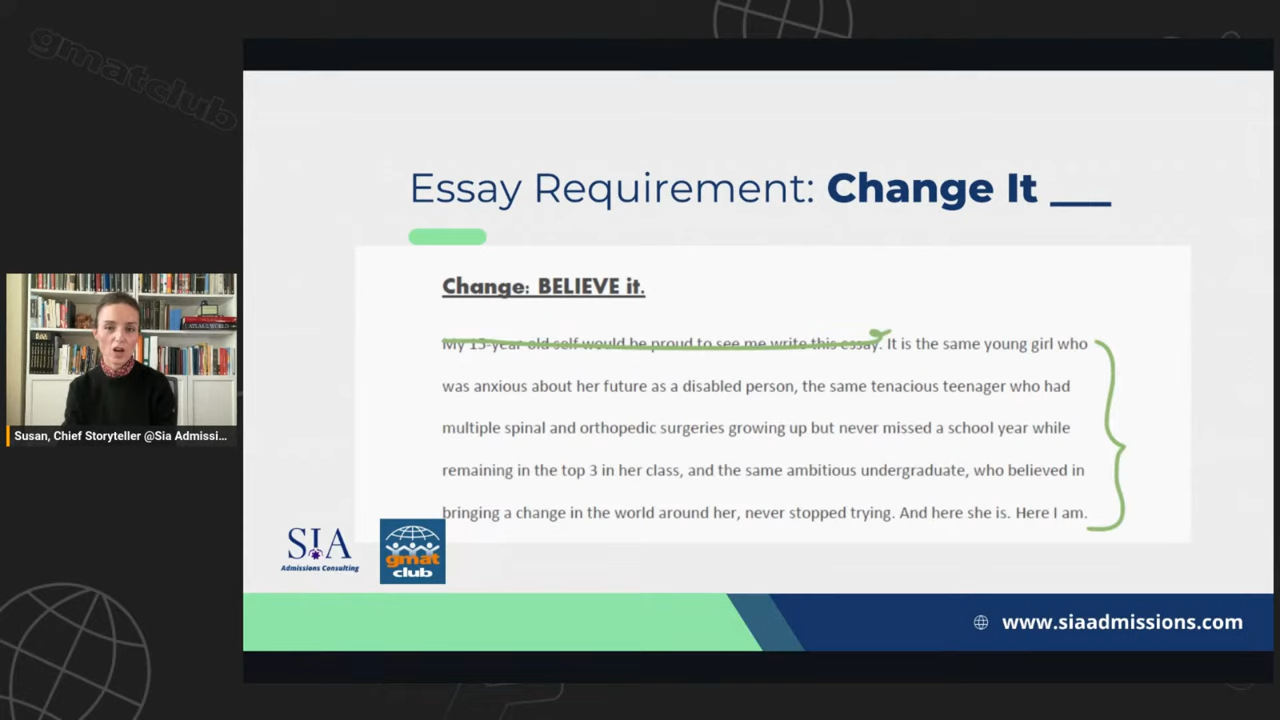 gmatclub
Essay Requirement: Change It ___
Change: BELIEVE it.
My 15-year-old self would be proud to see me write this essay. It is the same young girl who
was anxious about her future as a disabled person, the same tenacious teenager who had
multiple spinal and orthopedic surgeries growing up but never missed a school year while
remaining in the top 3 in her class, and the same ambitious undergraduate, who believed in
bringing a change in the world around her, never stopped trying. And here she is. Here I am.
Susan, Chief Storyteller @Sia Admissi...
SIA
Admissions Consulting
gmat
club
www.siaadmissions.com